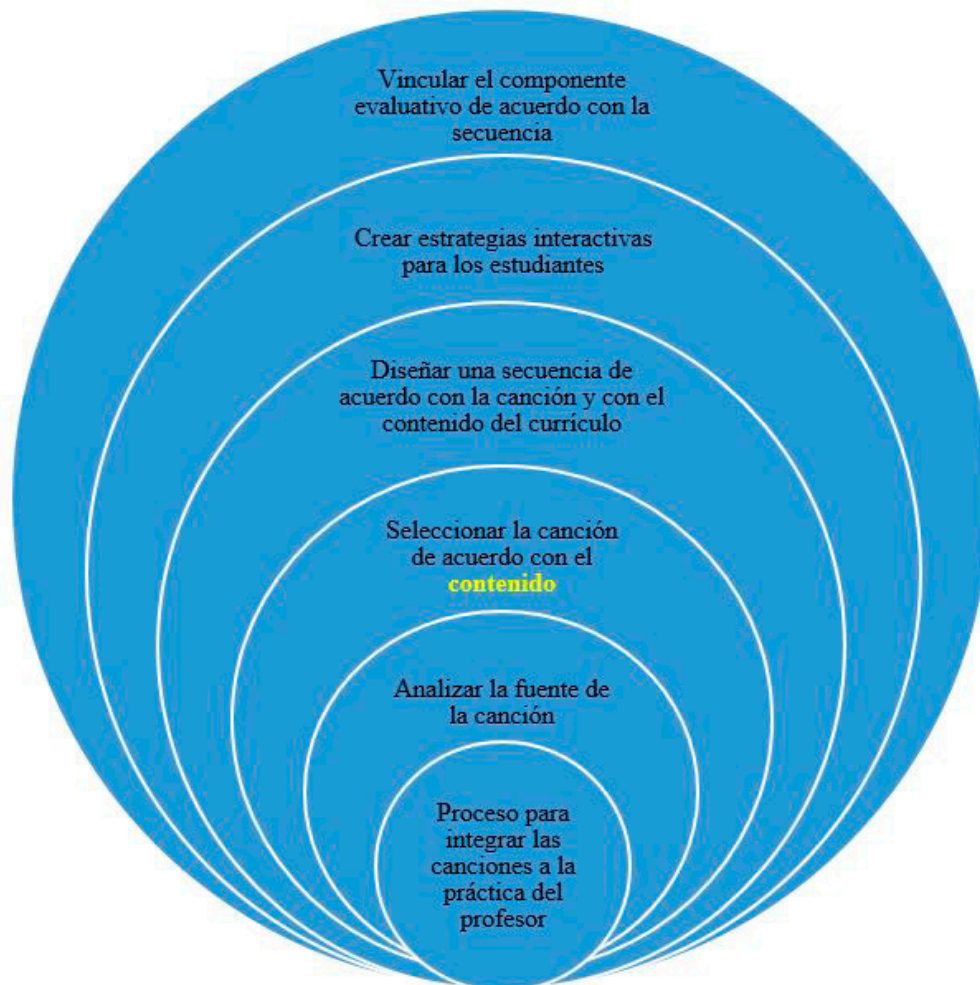 Vincular el componente
evaluativo de acuerdo con la
secuencia
Crear estrategias interactivas
para los estudiantes
Diseñar una secuencia de
acuerdo con la canción y con el
contenido del currículo
Seleccionar la canción
de acuerdo con el
contenido
Analizar la fuente de
la canción
Proceso para
integrar las
canciones a la
práctica del
profesor